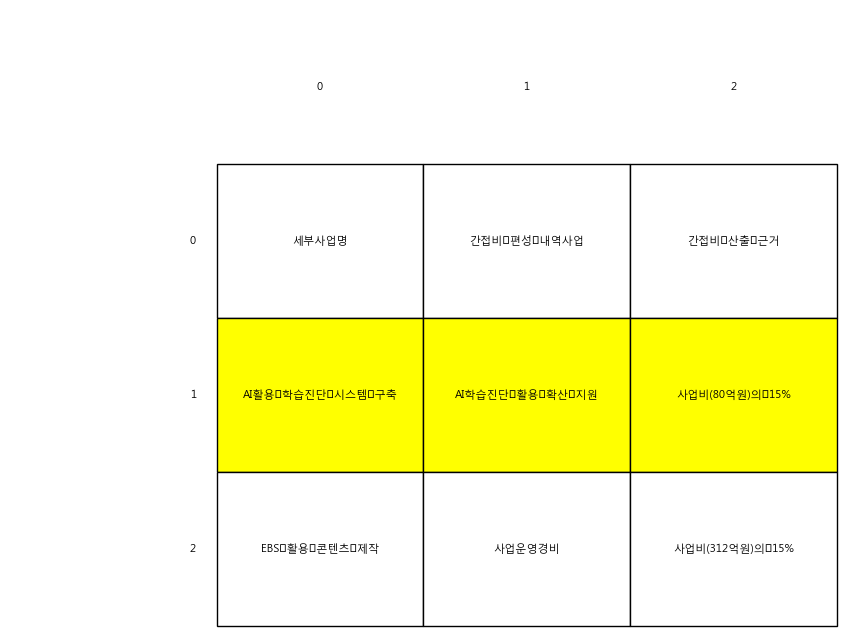 0 1 2
0 세부사업명 간접비▯편성▯내역사업 간접비▯산출▯근거
1 AI활용▯학습진단▯시스템▯구축 AI학습진단▯활용▯확산▯지원 사업비(80억원)의▯15%
2 EBS▯활용▯콘텐츠▯제작 사업운영경비 사업비(312억원)의▯15%